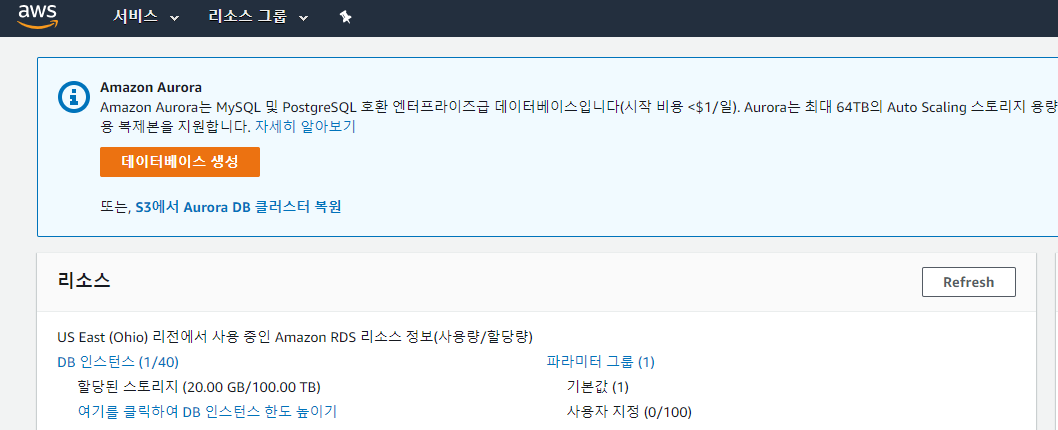 aws 서비스 리소스 그룹
Amazon Aurora
Amazon Aurora는 MySQL 및 PostgreSQL 호환 엔터프라이즈급 데이터베이스입니다(시작 비용 <$1/일). Aurora는 최대 64TB의 Auto Scaling 스토리지 용량
용 복제본을 지원합니다. 자세히 알아보기
데이터베이스 생성
또는, S3에서 Aurora DB 클러스터 복원
리소스
Refresh
US East (Ohio) 리전에서 사용 중인 Amazon RDS 리소스 정보(사용량/할당량)
DB 인스턴스 (1/40)
할당된 스토리지 (20.00 GB/100.00 TB)
여기를 클릭하여 DB 인스턴스 한도 높이기
파라미터 그룹 (1)
기본값 (1)
사용자 지정 (0/100)